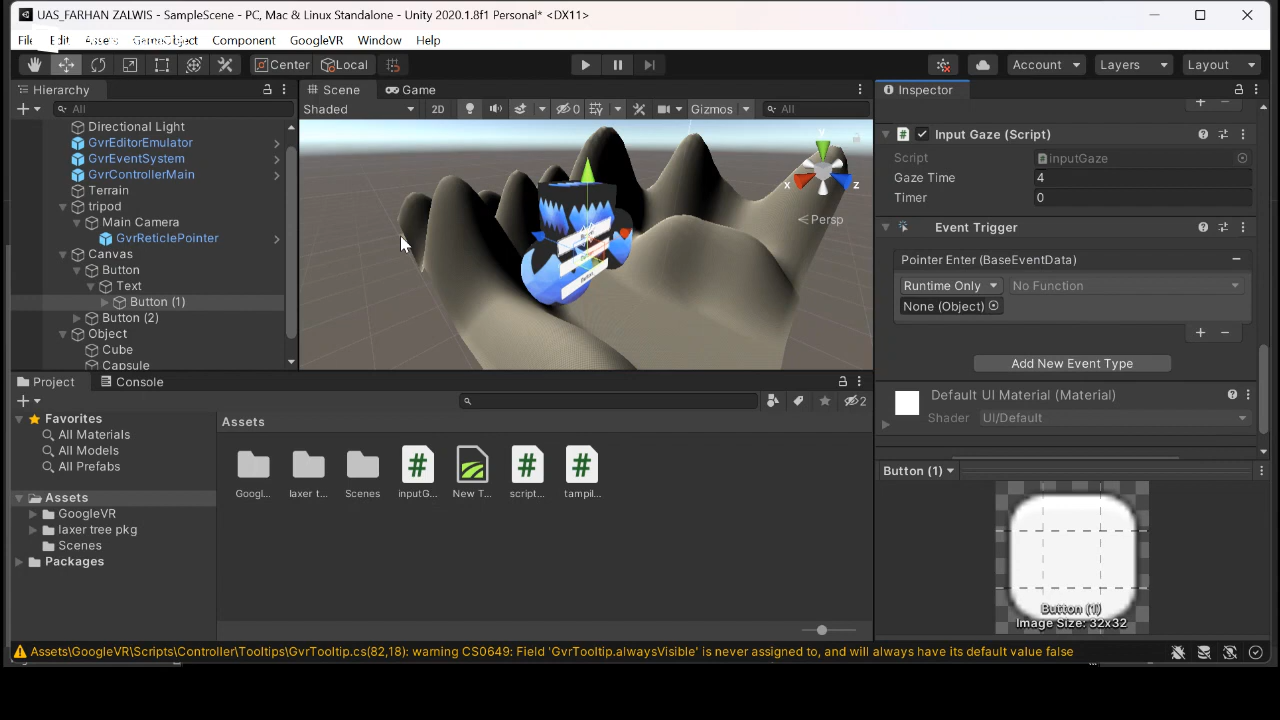 UAS_FARHAN ZALWIS - SampleScene - PC, Mac & Linux Standalone - Unity 2020.1.8f1 Personal* <DX11>
File Edit Assets GameObject Component GoogleVR Window Help
Center Local Account Layers Layout
Hierarchy
All
Directional Light
GvrEditorEmulator
GvrEventSystem
GvrControllerMain
Terrain
tripod
Main Camera
GvrReticlePointer
Canvas
Button
Text
Button (1)
Button (2)
Object
Cube
Capsule
Scene Game
Shaded 2D 0 Gizmos All
y
x z
Persp
Inspector
Input Gaze (Script)
Script inputGaze
Gaze Time 4
Timer 0
Event Trigger
Pointer Enter (BaseEventData)
Runtime Only No Function
None (Object)
Add New Event Type
Default UI Material (Material)
Shader UI/Default
Button (1)
Button (1)
Image Size: 32x32
Project Console
2
Favorites
All Materials
All Models
All Prefabs
Assets
GoogleVR
laxer tree pkg
Scenes
Packages
Assets
Googl... laxer t... Scenes inputG... New T... script... tampil...
Assets\GoogleVR\Scripts\Controller\Tooltips\GvrTooltip.cs(82,18): warning CS0649: Field 'GvrTooltip.alwaysVisible' is never assigned to, and will always have its default value false